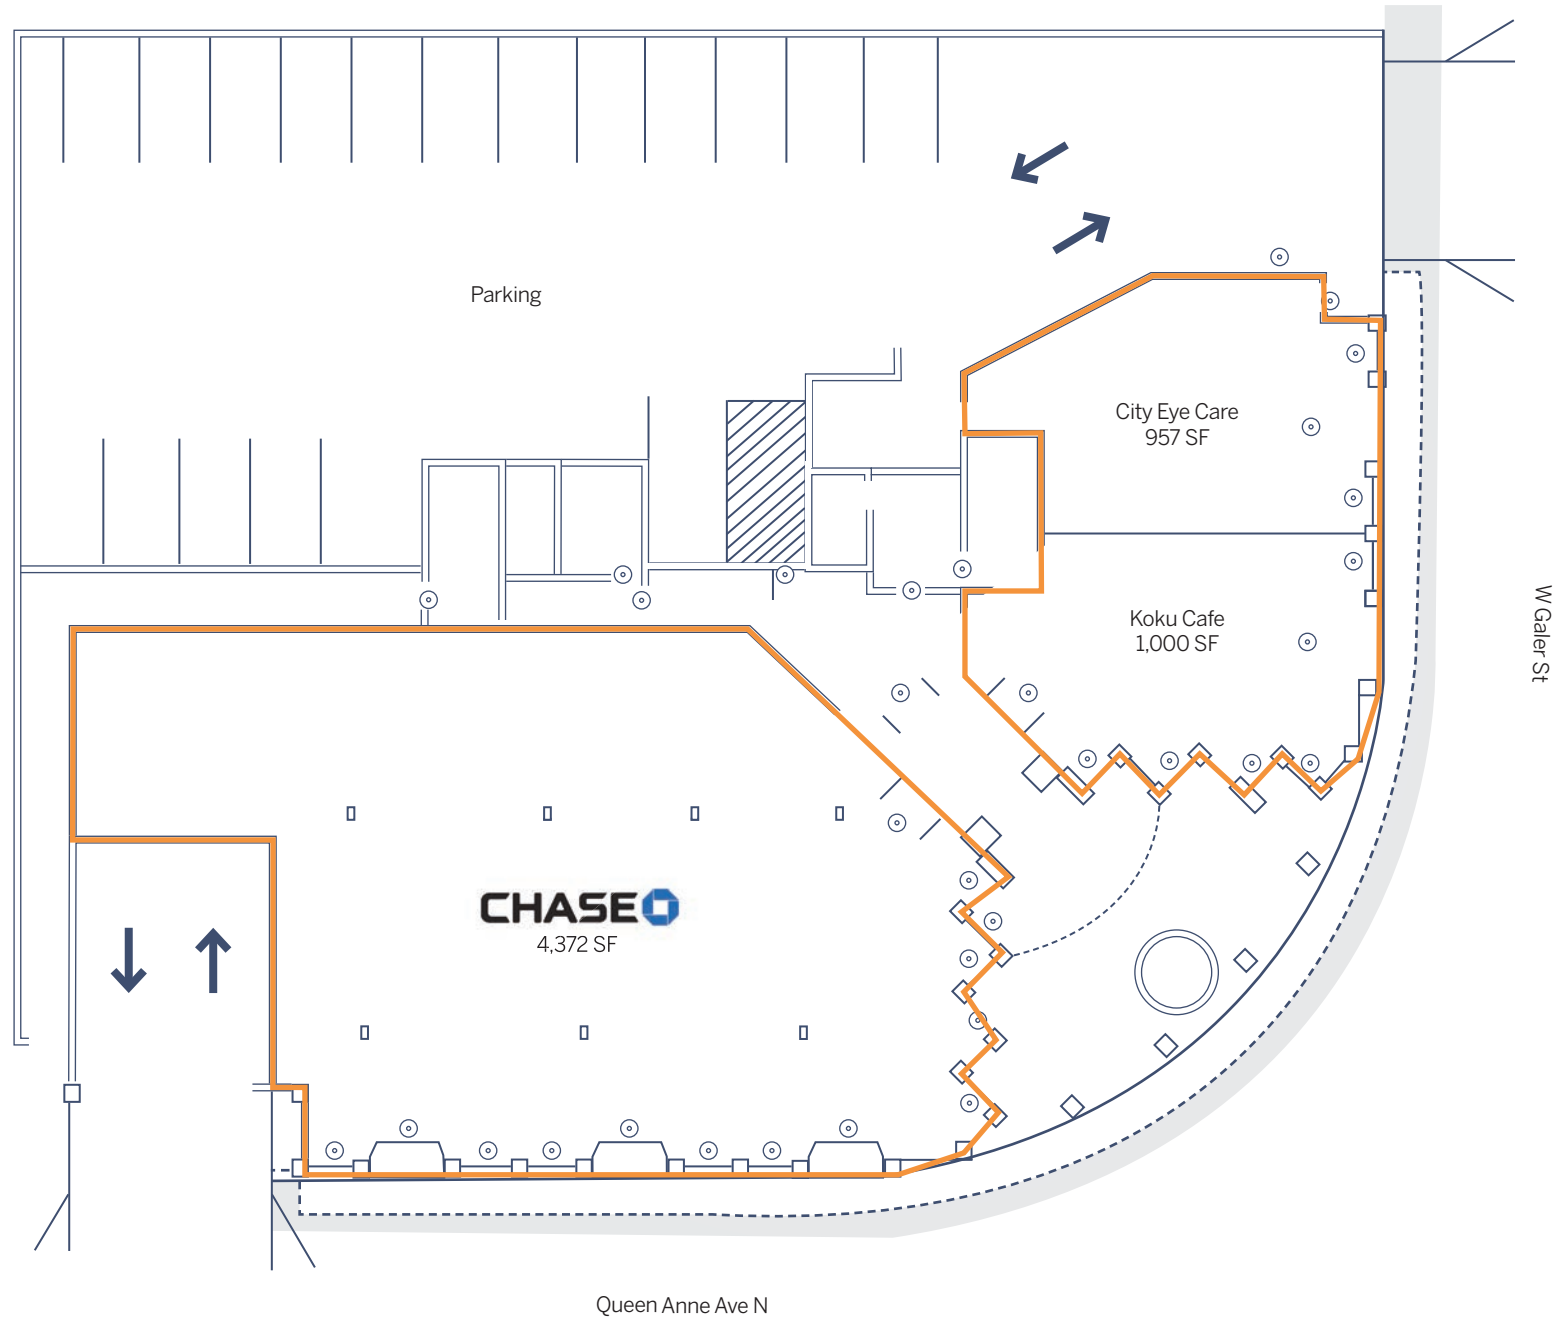 Parking
City Eye Care
957 SF
Koku Cafe
1,000 SF
W Galer St
CHASE
4,372 SF
Queen Anne Ave N